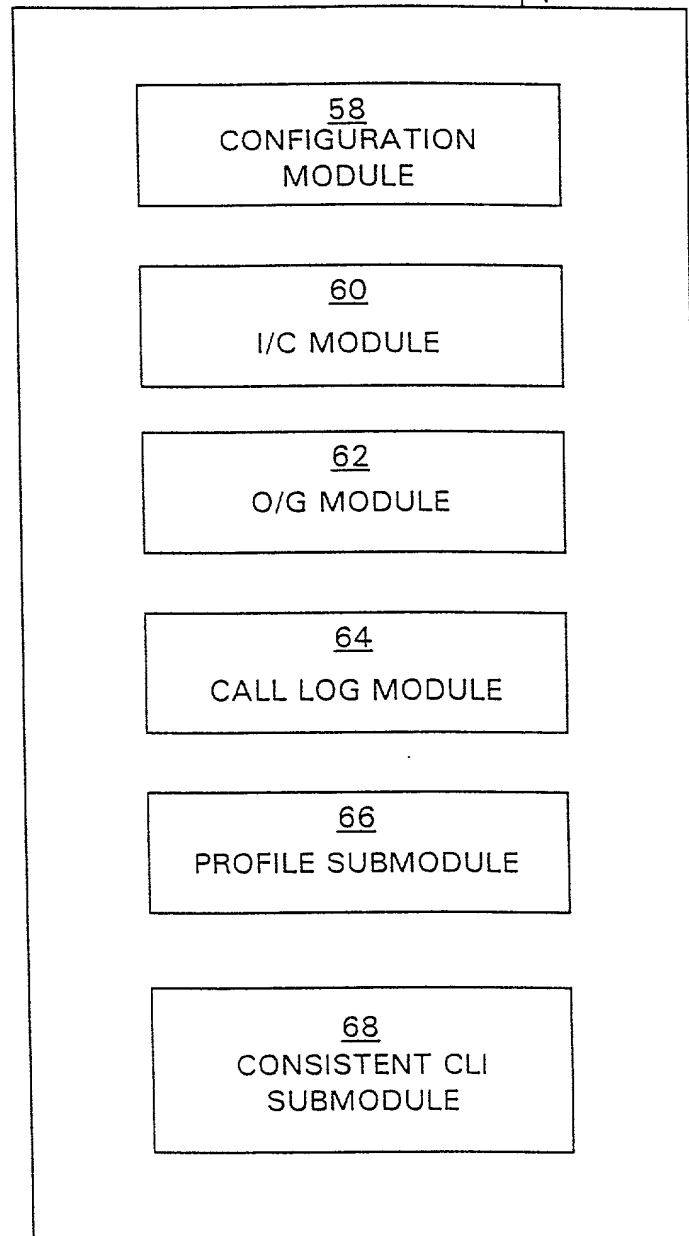 58
CONFIGURATION
MODULE
60
I/C MODULE
62
O/G MODULE
64
CALL LOG MODULE
66
PROFILE SUBMODULE
68
CONSISTENT CLI
SUBMODULE